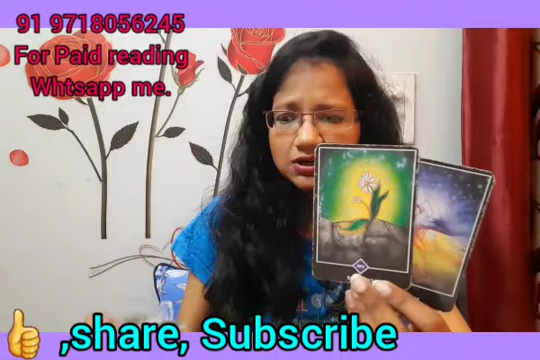 91 9718056245
For Paid reading
Whtsapp me.
,share, Subscribe